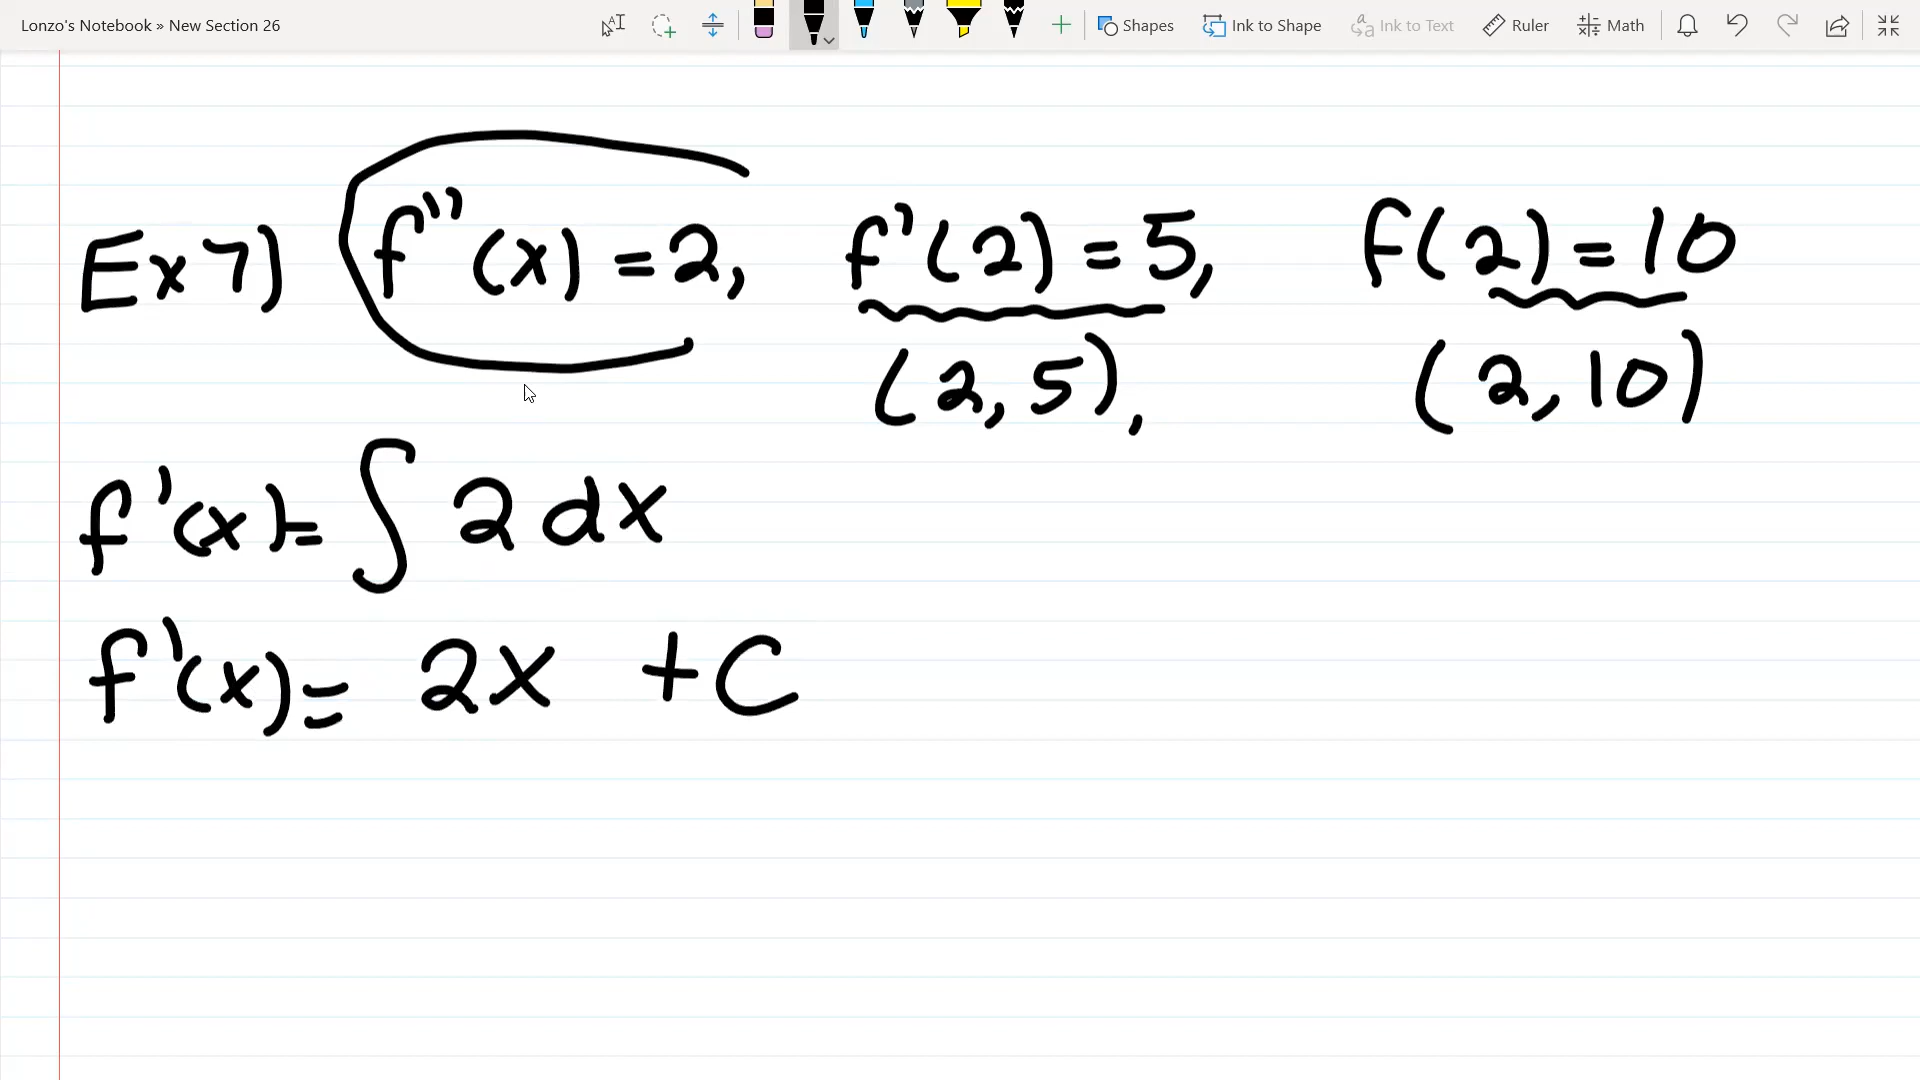 Lonzo's Notebook » New Section 26
Shapes Ink to Shape Ink to Text Ruler Math
Ex 7) f''(x) = 2, f'(2) = 5, f(2) = 10
(2,5), (2,10)
f'(x) = ∫ 2 dx
f'(x) = 2x + C